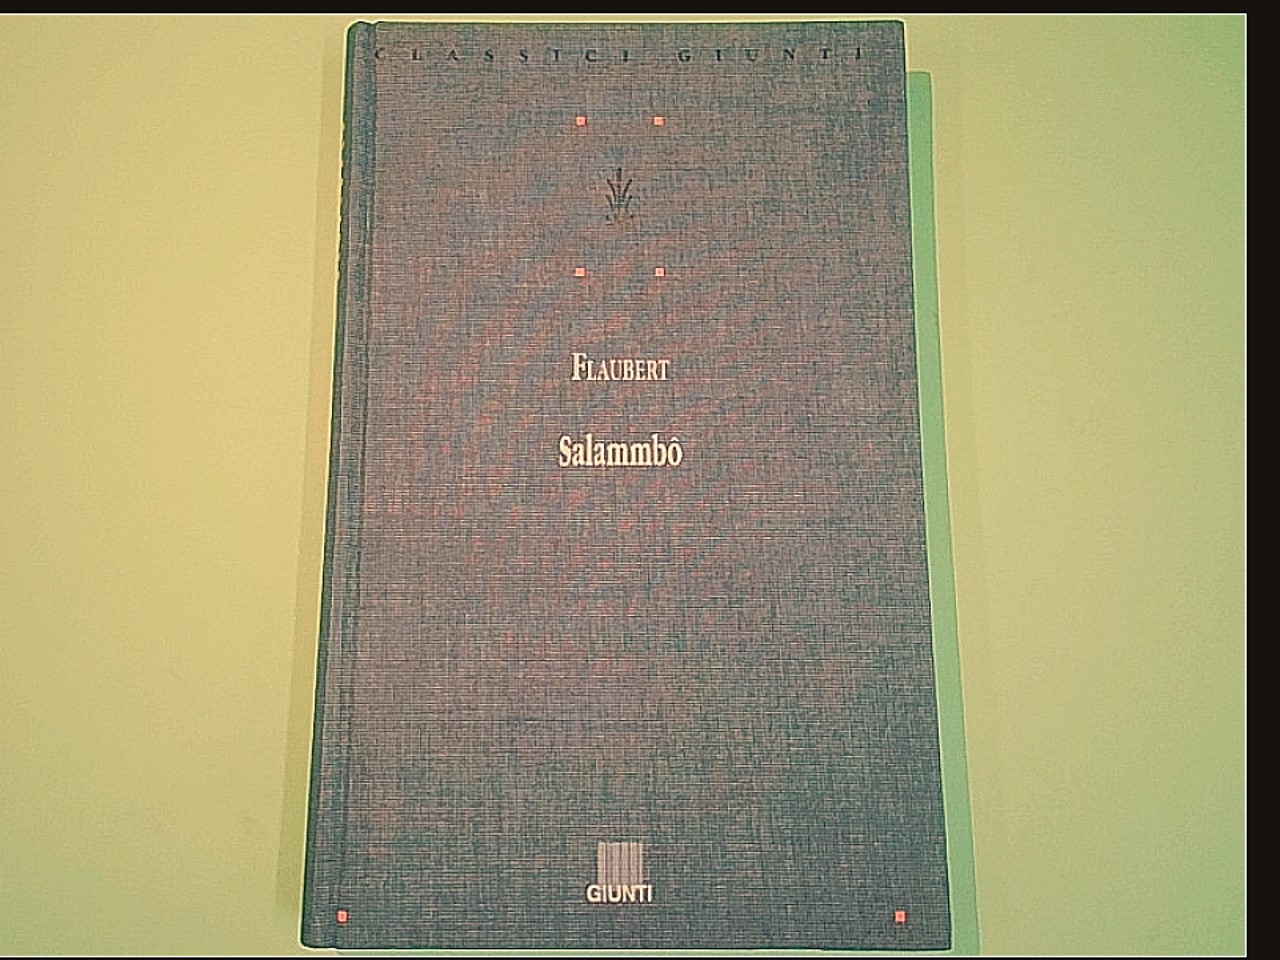 CLASSICI GIUNTI
FLAUBERT
Salammbô
GIUNTI